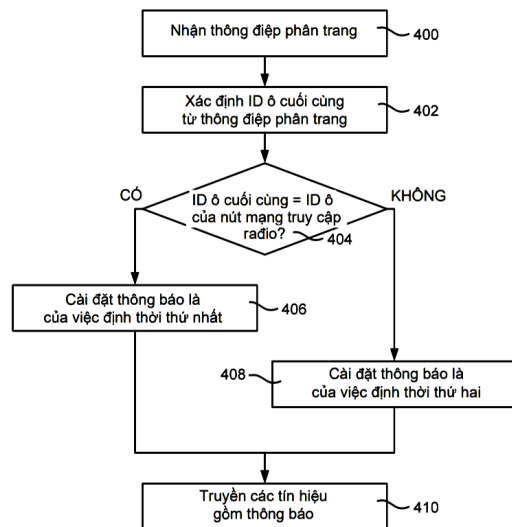 Nhận thông điệp phân trang
400
Xác định ID ô cuối cùng
từ thông điệp phân trang
402
CÓ
KHÔNG
ID ô cuối cùng = ID ô
của nút mạng truy cập
rađio?
404
Cài đặt thông báo là
của việc định thời thứ nhất
406
408
Cài đặt thông báo là
của việc định thời thứ hai
Truyền các tín hiệu
gồm thông báo
410